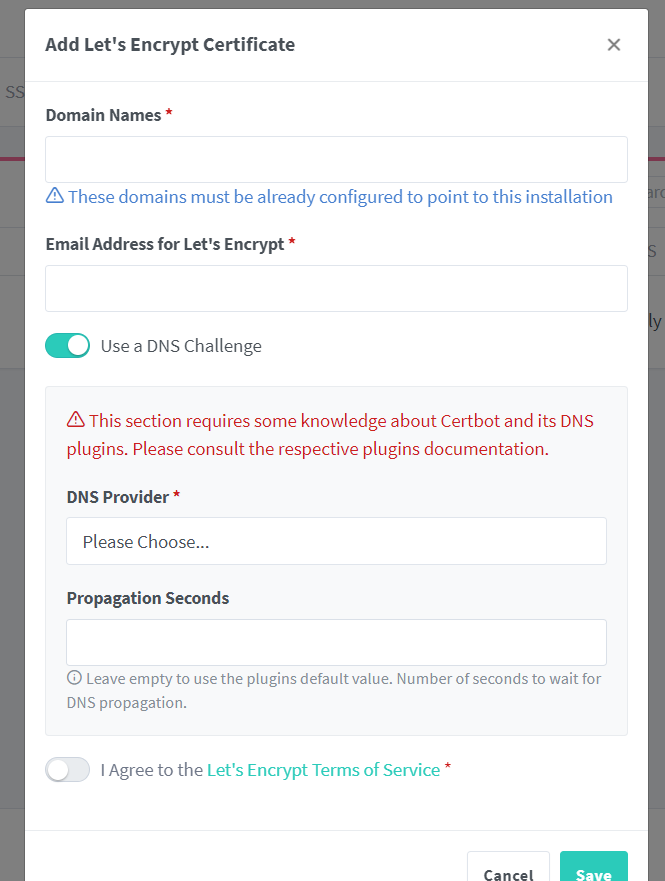 Add Let's Encrypt Certificate
SS
Domain Names *
These domains must be already configured to point to this installation
Email Address for Let's Encrypt *
Use a DNS Challenge
This section requires some knowledge about Certbot and its DNS
plugins. Please consult the respective plugins documentation.
DNS Provider *
Please Choose...
Propagation Seconds
Leave empty to use the plugins default value. Number of seconds to wait for
DNS propagation.
I Agree to the Let's Encrypt Terms of Service *
Cancel
Save